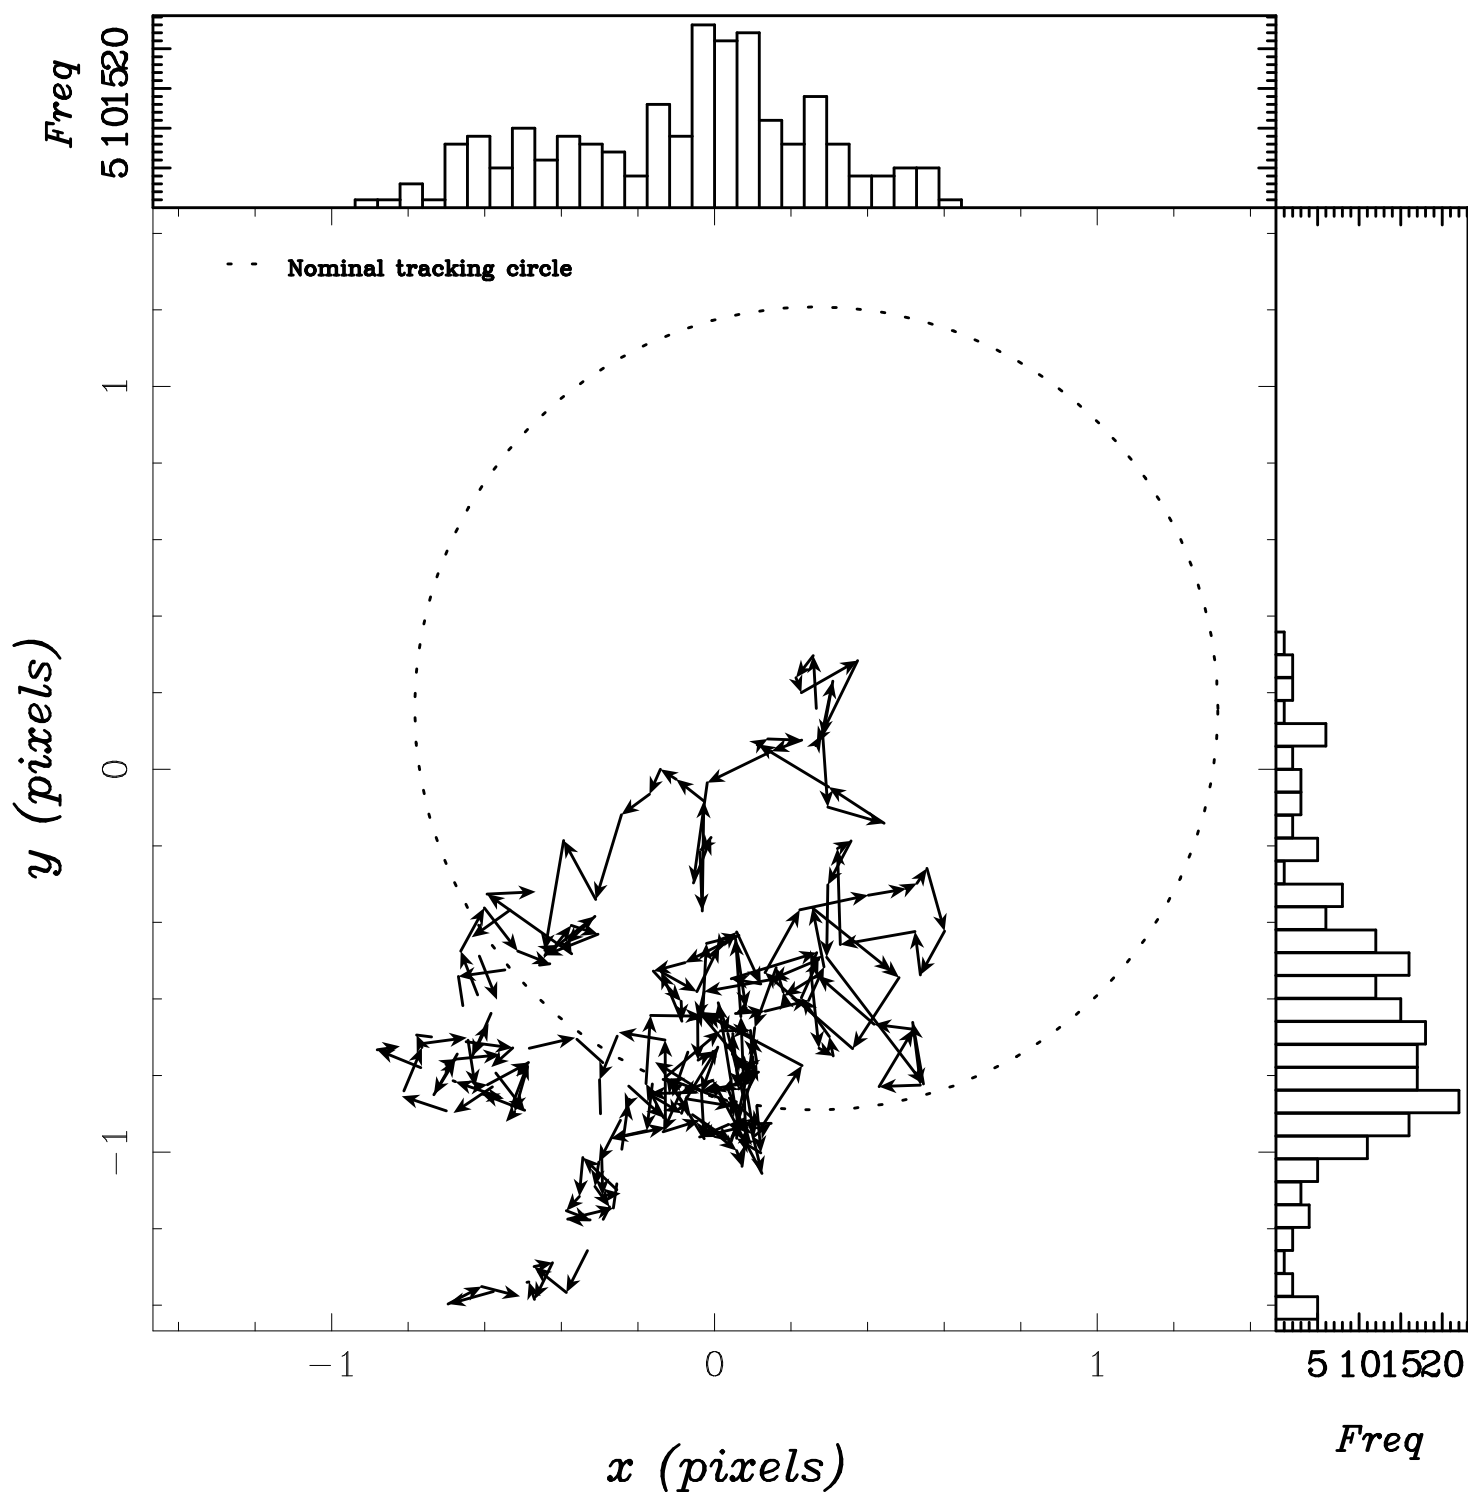 Freq
5 10 15 20
Nominal tracking circle
1
0
−1
y (pixels)
−1 0 1
5 10 15 20
x (pixels)
Freq